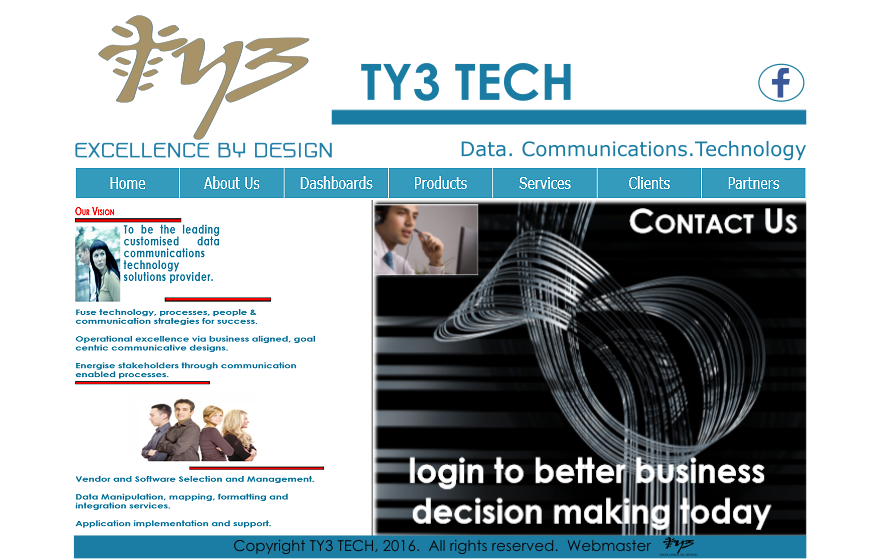 Ty3
TY3 TECH
f
EXCELLENCE BY DESIGN
Data. Communications.Technology
Home
About Us
Dashboards
Products
Services
Clients
Partners
OUR VISION
To be the leading
customised data
communications
technology
solutions provider.
Fuse technology, processes, people &
communication strategies for success.
Operational excellence via business aligned, goal
centric communicative designs.
Energise stakeholders through communication
enabled processes.
Vendor and Software Selection and Management.
Data Manipulation, mapping, formatting and
integration services.
Application implementation and support.
CONTACT US
login to better business
decision making today
Copyright TY3 TECH, 2016. All rights reserved. Webmaster Ty3